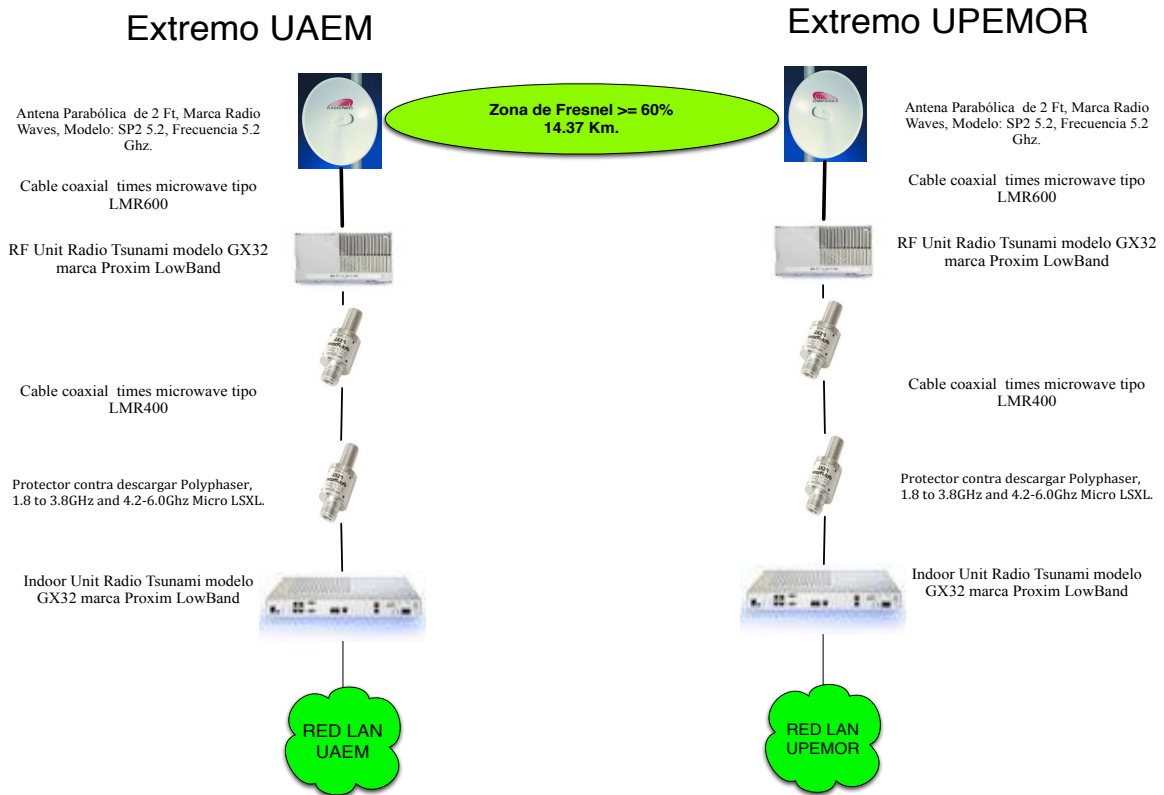 Extremo UAEM
Extremo UPEMOR
Antena Parabólica de 2 Ft, Marca Radio
Waves, Modelo: SP2 5.2, Frecuencia 5.2
Ghz.
Zona de Fresnel >= 60%
14.37 Km.
Antena Parabólica de 2 Ft, Marca Radio
Waves, Modelo: SP2 5.2, Frecuencia 5.2
Ghz.
Cable coaxial times microwave tipo
LMR600
Cable coaxial times microwave tipo
LMR600
RF Unit Radio Tsunami modelo GX32
marca Proxim LowBand
RF Unit Radio Tsunami modelo GX32
marca Proxim LowBand
Cable coaxial times microwave tipo
LMR400
Cable coaxial times microwave tipo
LMR400
Protector contra descargar Polyphaser,
1.8 to 3.8GHz and 4.2-6.0Ghz Micro LSXL.
Protector contra descargar Polyphaser,
1.8 to 3.8GHz and 4.2-6.0Ghz Micro LSXL.
Indoor Unit Radio Tsunami modelo
GX32 marca Proxim LowBand
Indoor Unit Radio Tsunami modelo
GX32 marca Proxim LowBand
RED LAN
UAEM
RED LAN
UPEMOR